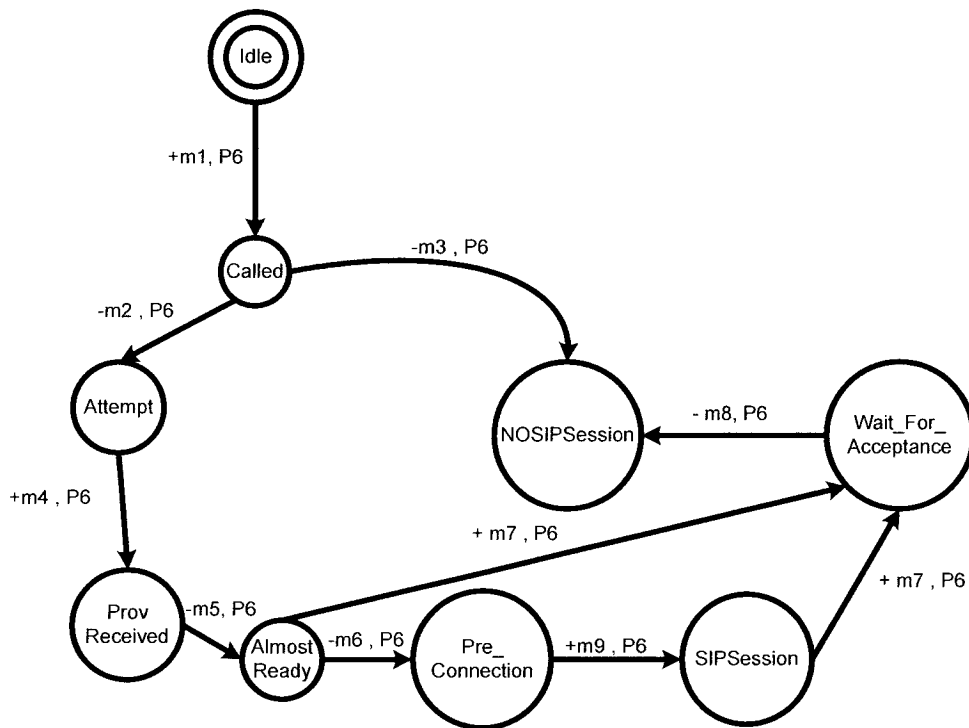 Idle
+m1, P6
Called
-m3 , P6
-m2 , P6
Attempt
NOSIPSession
- m8, P6
Wait_For_
Acceptance
+m4 , P6
+ m7 , P6
+ m7 , P6
Prov
Received
-m5, P6
Almost
Ready
-m6 , P6
Pre_
Connection
+m9 , P6
SIPSession